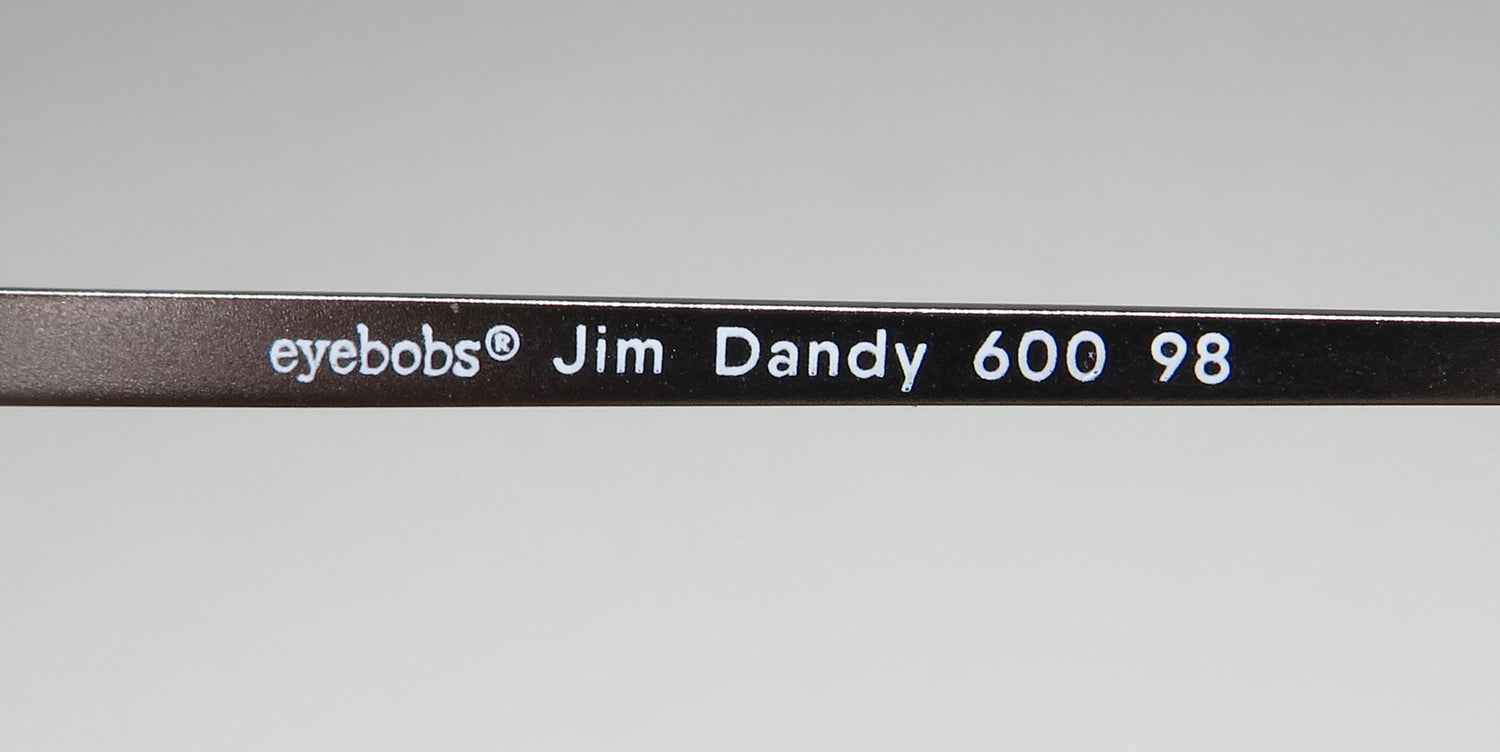 eyebobs® Jim Dandy 600 98